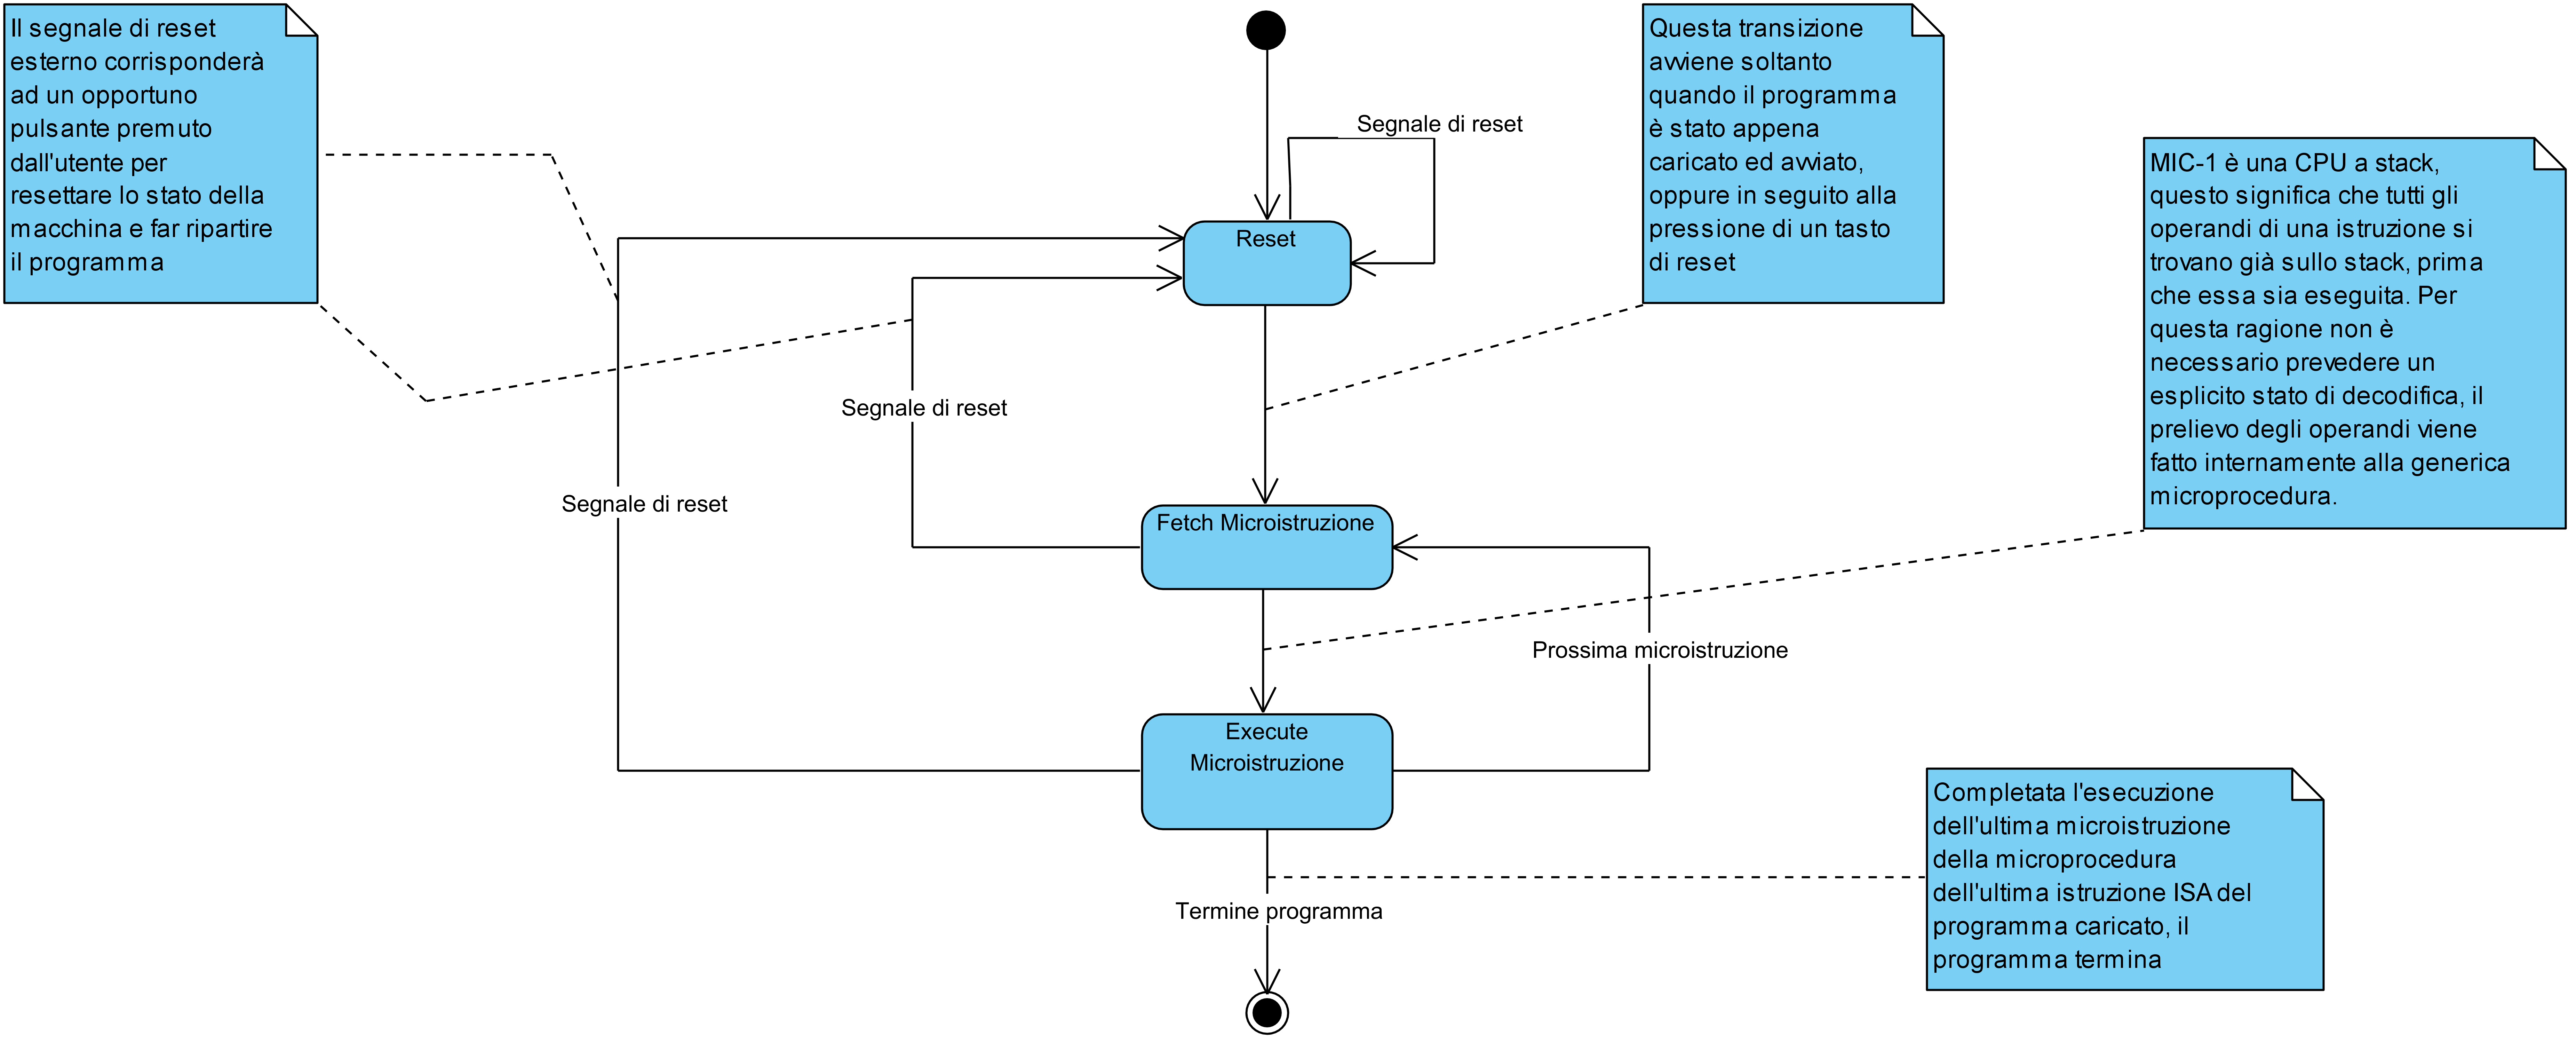 Il segnale di reset
esterno corrisponderà
ad un opportuno
pulsante premuto
dall'utente per
resettare lo stato della
macchina e far ripartire
il programma
Questa transizione
avviene soltanto
quando il programma
è stato appena
caricato ed avviato,
oppure in seguito alla
pressione di un tasto
di reset
Segnale di reset
MIC-1 è una CPU a stack,
questo significa che tutti gli
operandi di una istruzione si
trovano già sullo stack, prima
che essa sia eseguita. Per
questa ragione non è
necessario prevedere un
esplicito stato di decodifica, il
prelievo degli operandi viene
fatto internamente alla generica
microprocedura.
Reset
Segnale di reset
Segnale di reset
Fetch Microistruzione
Prossima microistruzione
Execute
Microistruzione
Completata l'esecuzione
dell'ultima microistruzione
della microprocedura
dell'ultima istruzione ISA del
programma caricato, il
programma termina
Termine programma